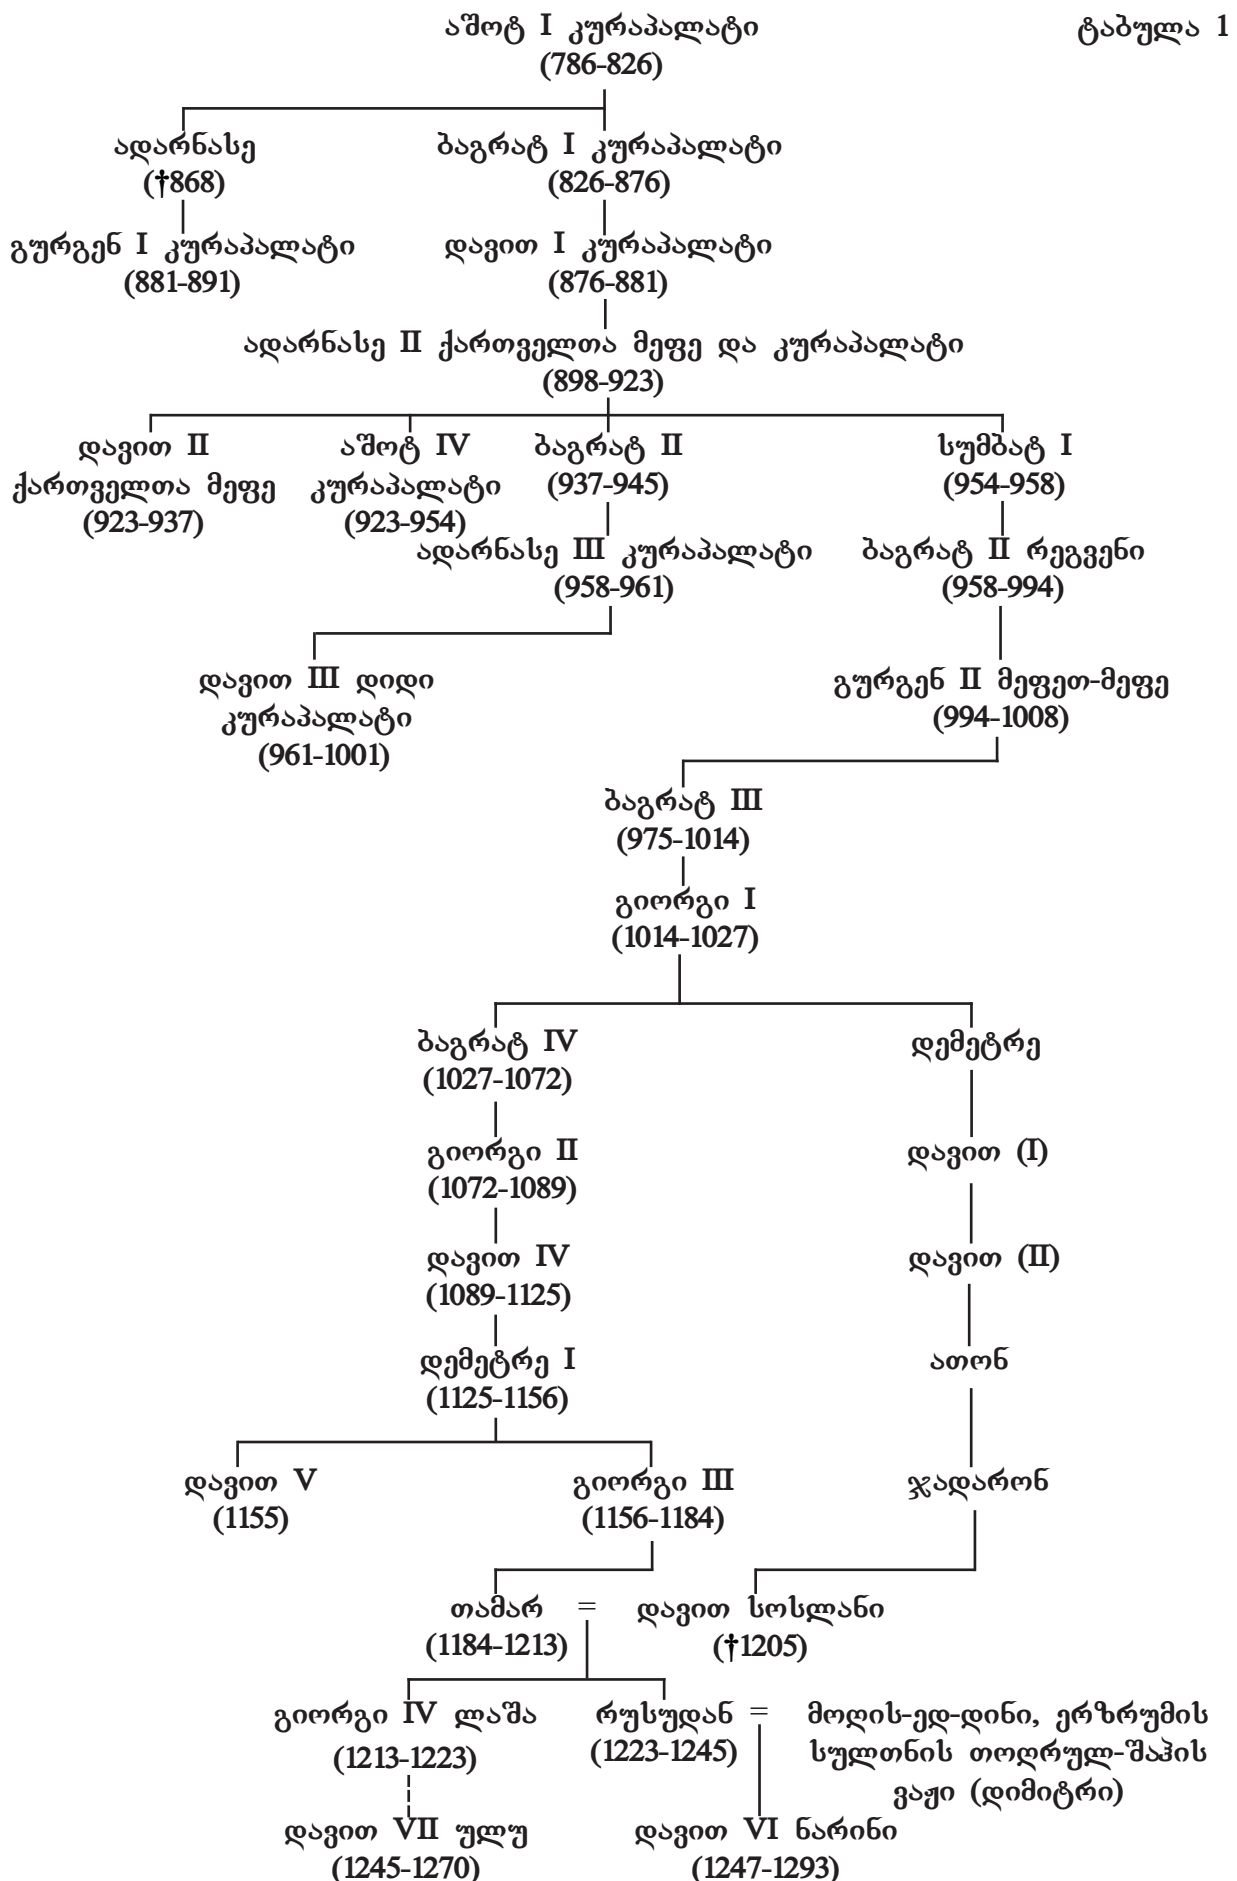 აშოტ I კურაპალატი
ტაბულა 1
(786-826)
ადარნასე
ბაგრატ I კურაპალატი
(†868)
(826-876)
გურგენ I კურაპალატი
დავით I კურაპალატი
(881-891)
(876-881)
ადარნასე II ქართველთა მეფე და კურაპალატი
(898-923)
დავით II
აშოტ IV
ბაგრატ II
სუმბატ I
ქართველთა მეფე
კურაპალატი
(937-945)
(954-958)
(923-937)
(923-954)
ადარნასე III კურაპალატი
ბაგრატ II რეგვენი
(958-961)
(958-994)
დავით III დიდი
გურგენ II მეფეთ-მეფე
კურაპალატი
(994-1008)
(961-1001)
ბაგრატ III
(975-1014)
გიორგი I
(1014-1027)
ბაგრატ IV
დემეტრე
(1027-1072)
გიორგი II
დავით (I)
(1072-1089)
დავით IV
დავით (II)
(1089-1125)
დემეტრე I
ათონ
(1125-1156)
დავით V
გიორგი III
ჯადარონ
(1155)
(1156-1184)
თამარ = დავით სოსლანი
(1184-1213)
(†1205)
გიორგი IV ლაშა
რუსუდან = მოღის-ედ-დინი, ერზრუმის
(1213-1223)
(1223-1245)
სულთნის თოღრულ-შაჰის
ვაჟი (დიმიტრი)
დავით VII ულუ
დავით VI ნარინი
(1245-1270)
(1247-1293)